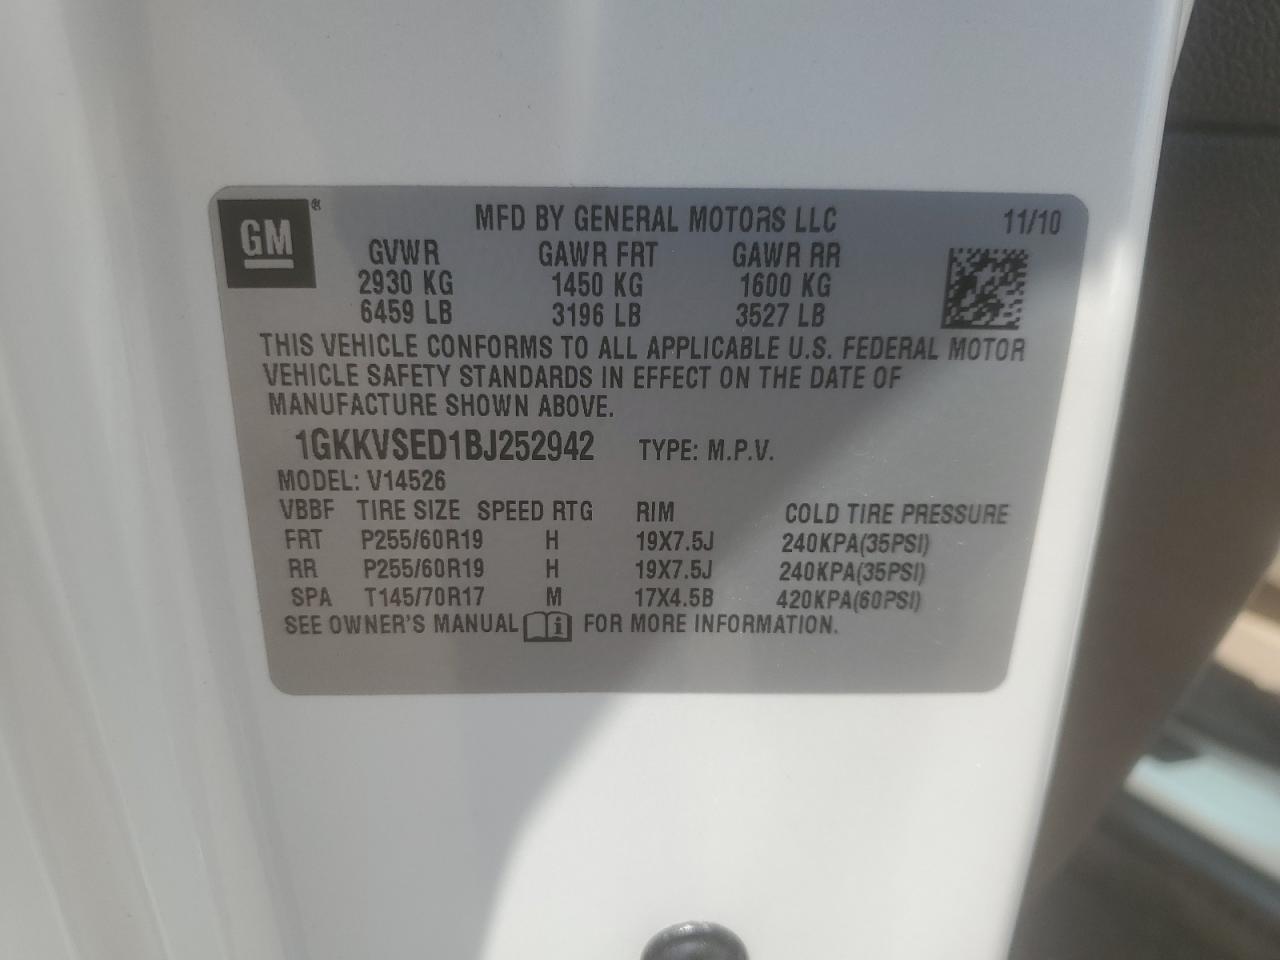 GM®
MFD BY GENERAL MOTORS LLC 11/10
GVWR GAWR FRT GAWR RR
2930 KG 1450 KG 1600 KG
6459 LB 3196 LB 3527 LB
THIS VEHICLE CONFORMS TO ALL APPLICABLE U.S. FEDERAL MOTOR
VEHICLE SAFETY STANDARDS IN EFFECT ON THE DATE OF
MANUFACTURE SHOWN ABOVE.
1GKKVSED1BJ252942 TYPE: M.P.V.
MODEL: V14526
VBBF TIRE SIZE SPEED RTG RIM COLD TIRE PRESSURE
FRT P255/60R19 H 19X7.5J 240KPA(35PSI)
RR P255/60R19 H 19X7.5J 240KPA(35PSI)
SPA T145/70R17 M 17X4.5B 420KPA(60PSI)
SEE OWNER'S MANUAL i FOR MORE INFORMATION.